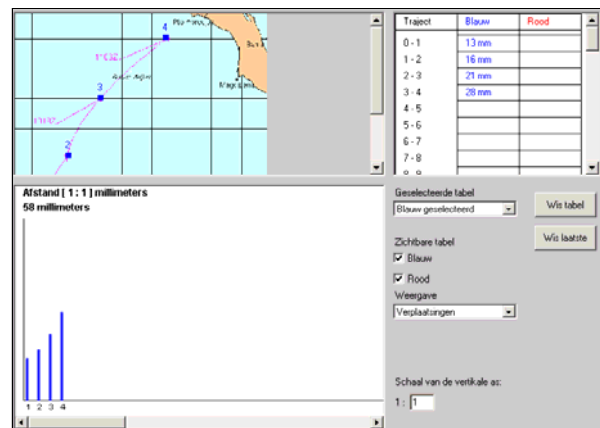 4
3
2
Traject Blauw Rood
0 - 1 13 mm
1 - 2 16 mm
2 - 3 21 mm
3 - 4 28 mm
4 - 5
5 - 6
6 - 7
7 - 8
Afstand [ 1 : 1 ] millimeters
58 millimeters
1 2 3 4
Geselecteerde tabel
Blauw geselecteerd
Wis tabel
Wis laatste
Zichtbare tabel
Blauw
Rood
Weergave
Verplaatsingen
Schaal van de vertikale as:
1 : 1